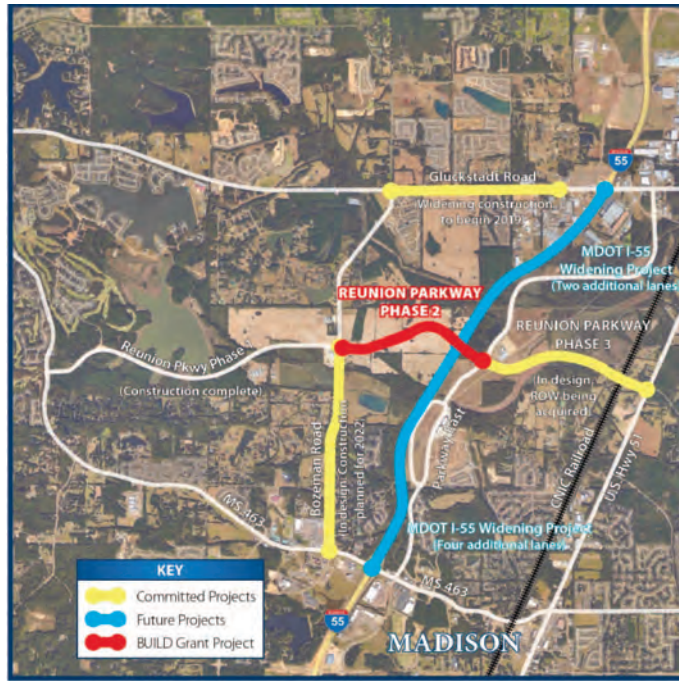 55
Gluckstadt Road
(Widening construction
to begin 2019)
MDOT I-55
Widening Project
(Two additional lanes)
REUNION PARKWAY
PHASE 2
REUNION PARKWAY
PHASE 3
Reunion Pkwy Phase 1
(Construction complete)
(In design,
ROW being
acquired)
Bozeman Road
(In design. Construction
planned for 2022)
Parkway East
CNIC Railroad
U.S. Hwy 51
MS 463
MDOT I-55 Widening Project
(Four additional lanes)
MS 463
KEY
Committed Projects
Future Projects
BUILD Grant Project
55
MADISON